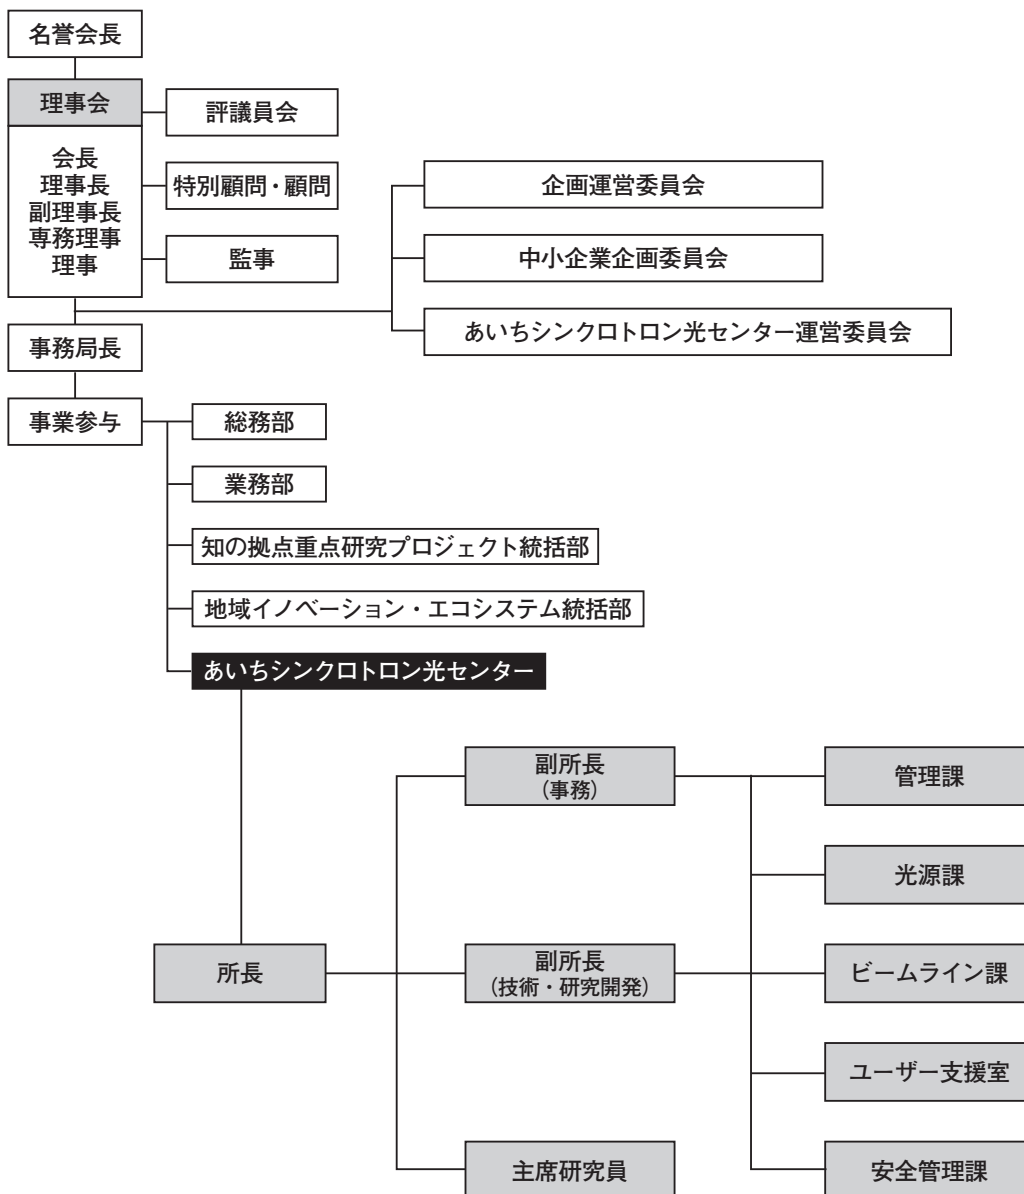 名誉会長
理事会
会長
理事長
副理事長
専務理事
理事
評議員会
特別顧問・顧問
監事
企画運営委員会
中小企業企画委員会
あいちシンクロトロン光センター運営委員会
事務局長
事業参与
総務部
業務部
知の拠点重点研究プロジェクト統括部
地域イノベーション・エコシステム統括部
あいちシンクロトロン光センター
所長
副所長
(事務)
副所長
(技術・研究開発)
主席研究員
管理課
光源課
ビームライン課
ユーザー支援室
安全管理課